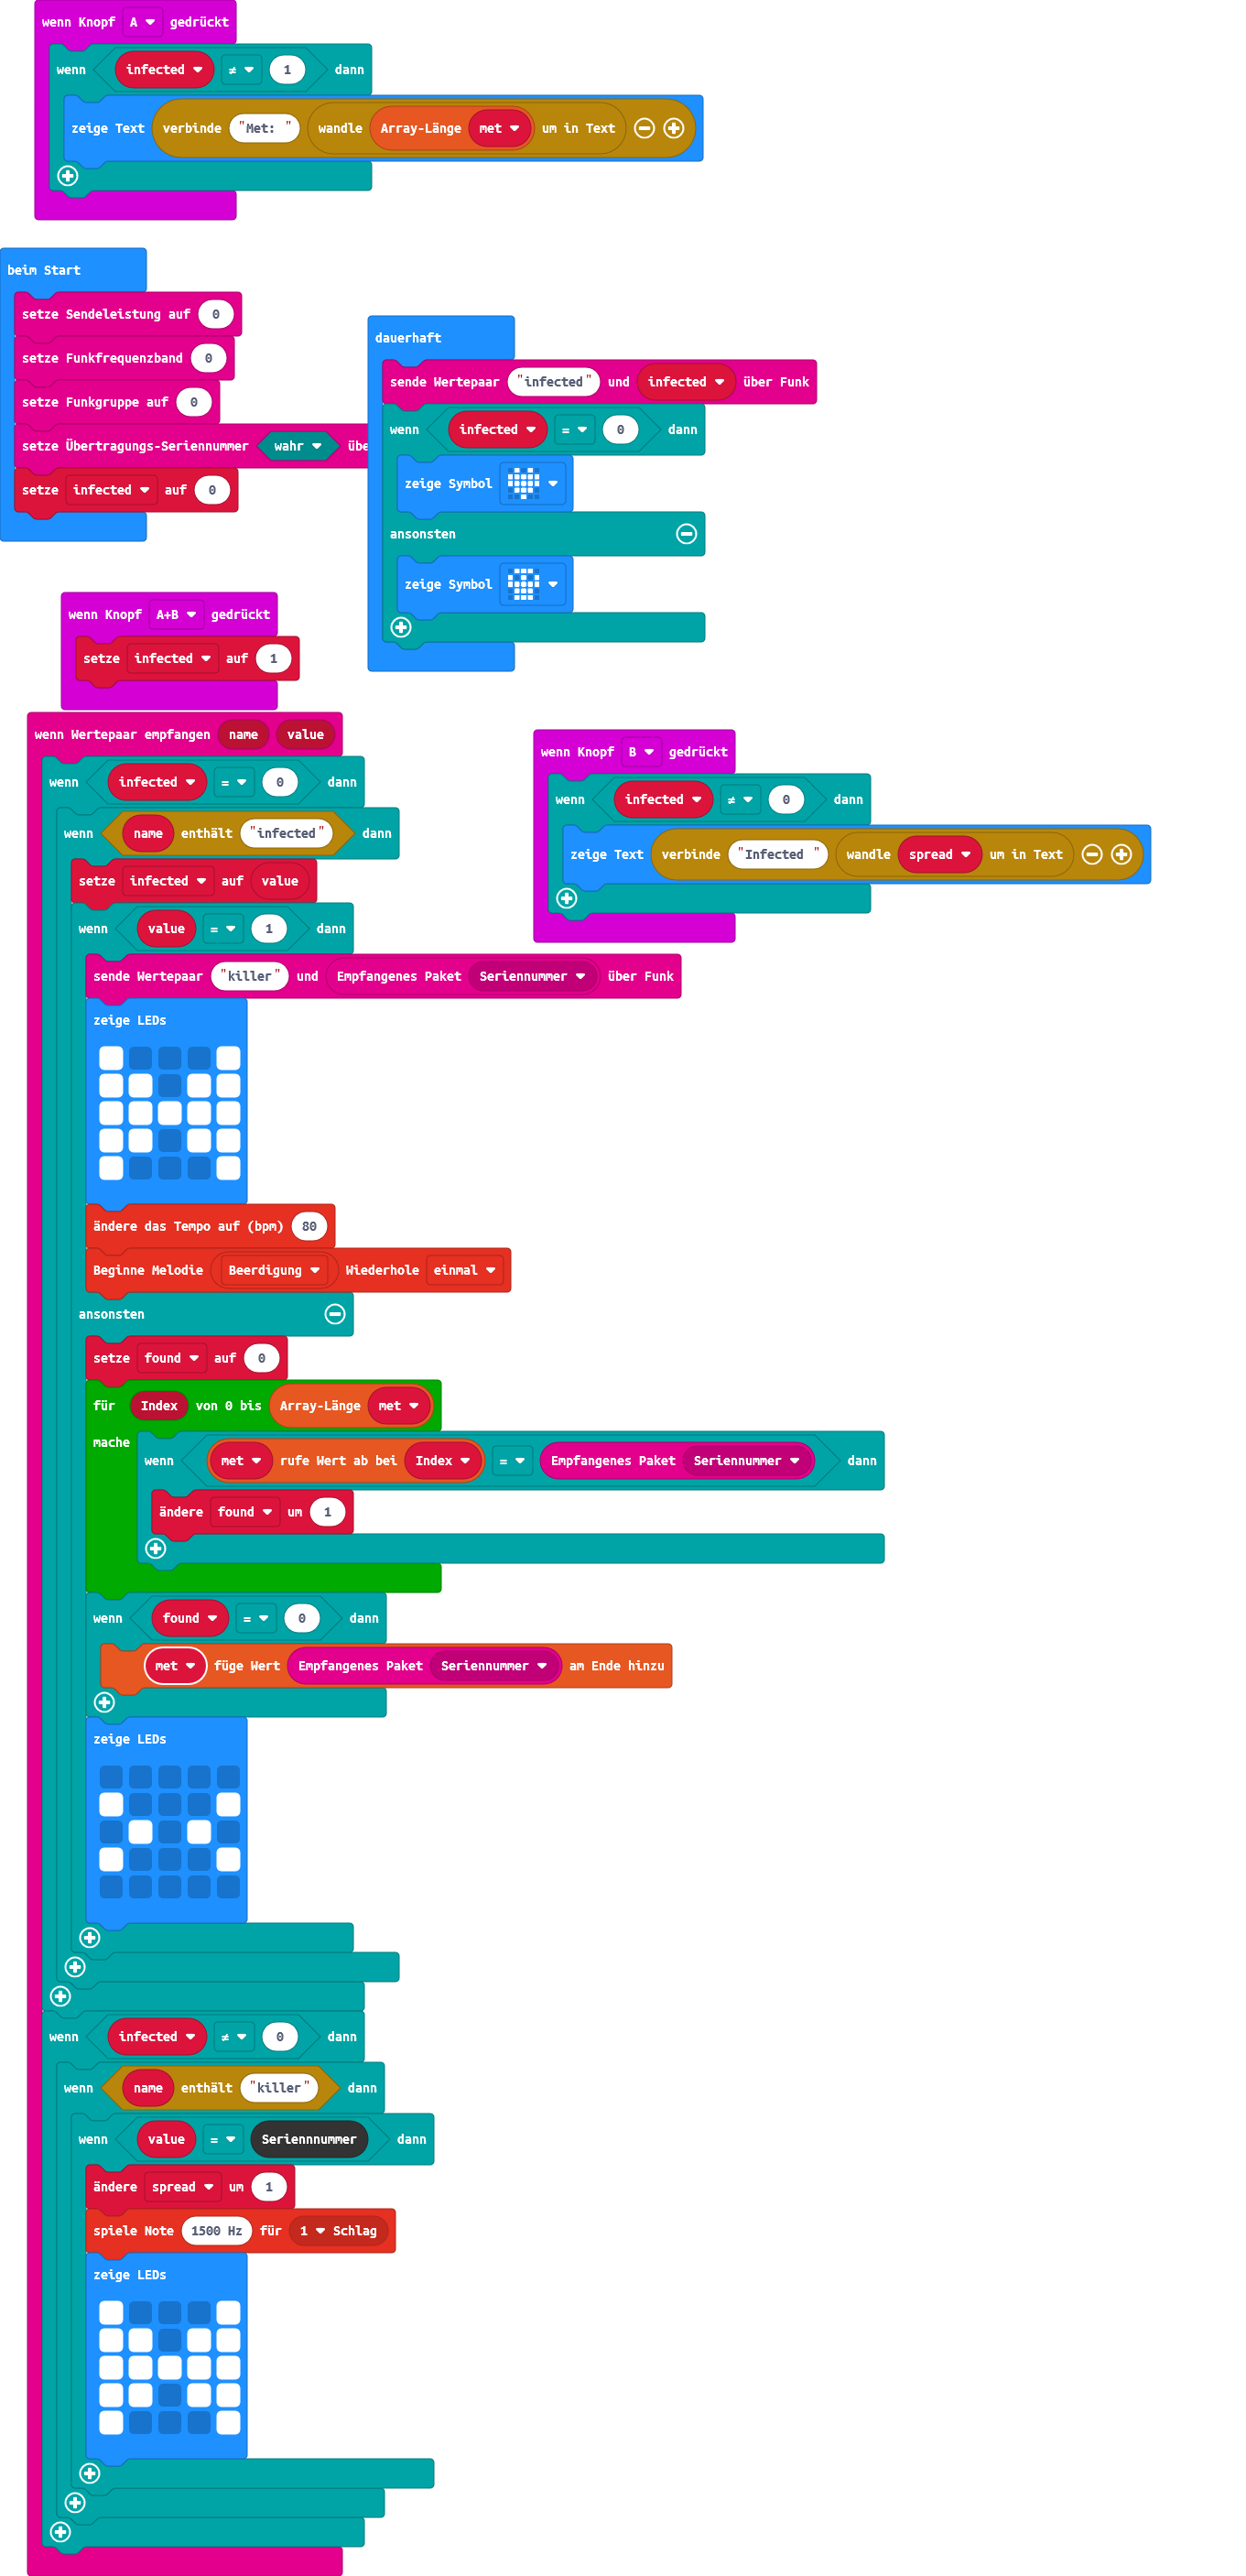 wenn Knopf A gedrückt
wenn infected ≠ 1 dann
zeige Text verbinde "Met: " wandle Array-Länge met um in Text
beim Start
setze Sendeleistung auf 0
setze Funkfrequenzband 0
setze Funkgruppe auf 0
setze Übertragungs-Seriennummer wahr übe
setze infected auf 0
dauerhaft
sende Wertepaar "infected" und infected über Funk
wenn infected = 0 dann
zeige Symbol
ansonsten
zeige Symbol
wenn Knopf A+B gedrückt
setze infected auf 1
wenn Wertepaar empfangen name value
wenn infected = 0 dann
wenn name enthält "infected" dann
setze infected auf value
wenn value = 1 dann
sende Wertepaar "killer" und Empfangenes Paket Seriennummer über Funk
zeige LEDs
ändere das Tempo auf (bpm) 80
Beginne Melodie Beerdigung Wiederhole einmal
ansonsten
setze found auf 0
für Index von 0 bis Array-Länge met
mache
wenn met rufe Wert ab bei Index = Empfangenes Paket Seriennummer dann
ändere found um 1
wenn found = 0 dann
met füge Wert Empfangenes Paket Seriennummer am Ende hinzu
zeige LEDs
wenn infected ≠ 0 dann
wenn name enthält "killer" dann
wenn value = Seriennnummer dann
ändere spread um 1
spiele Note 1500 Hz für 1 Schlag
zeige LEDs
wenn Knopf B gedrückt
wenn infected ≠ 0 dann
zeige Text verbinde "Infected " wandle spread um in Text